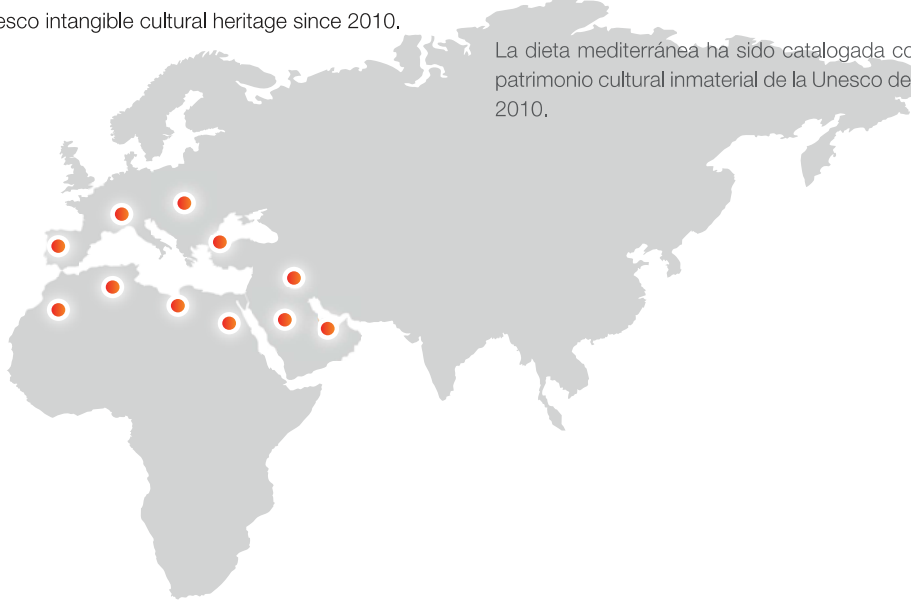 esco intangible cultural heritage since 2010.
La dieta mediterránea ha sido catalogada co
patrimonio cultural inmaterial de la Unesco de
2010.